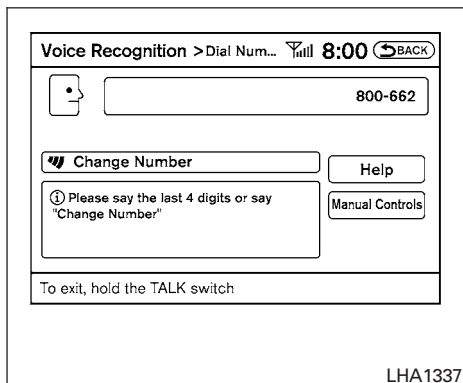 Voice Recognition >Dial Num... 8:00 BACK
800-662
Change Number
Help
Please say the last 4 digits or say
"Change Number"
Manual Controls
To exit, hold the TALK switch
LHA1337